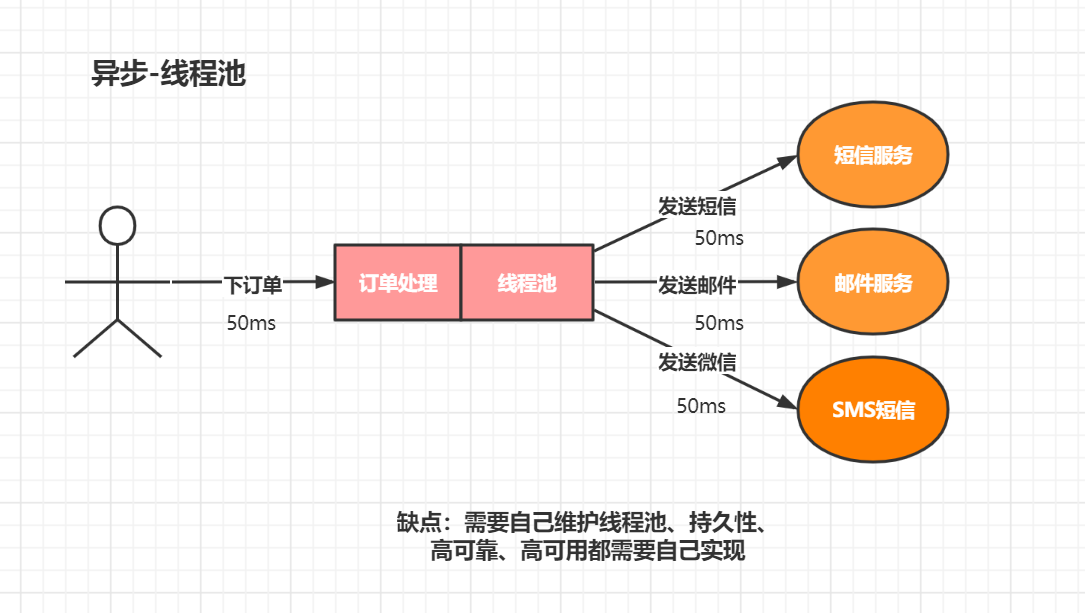 异步-线程池
短信服务
发送短信
50ms
下订单
50ms
订单处理
线程池
发送邮件
50ms
邮件服务
发送微信
50ms
SMS短信
缺点：需要自己维护线程池、持久性、
高可靠、高可用都需要自己实现